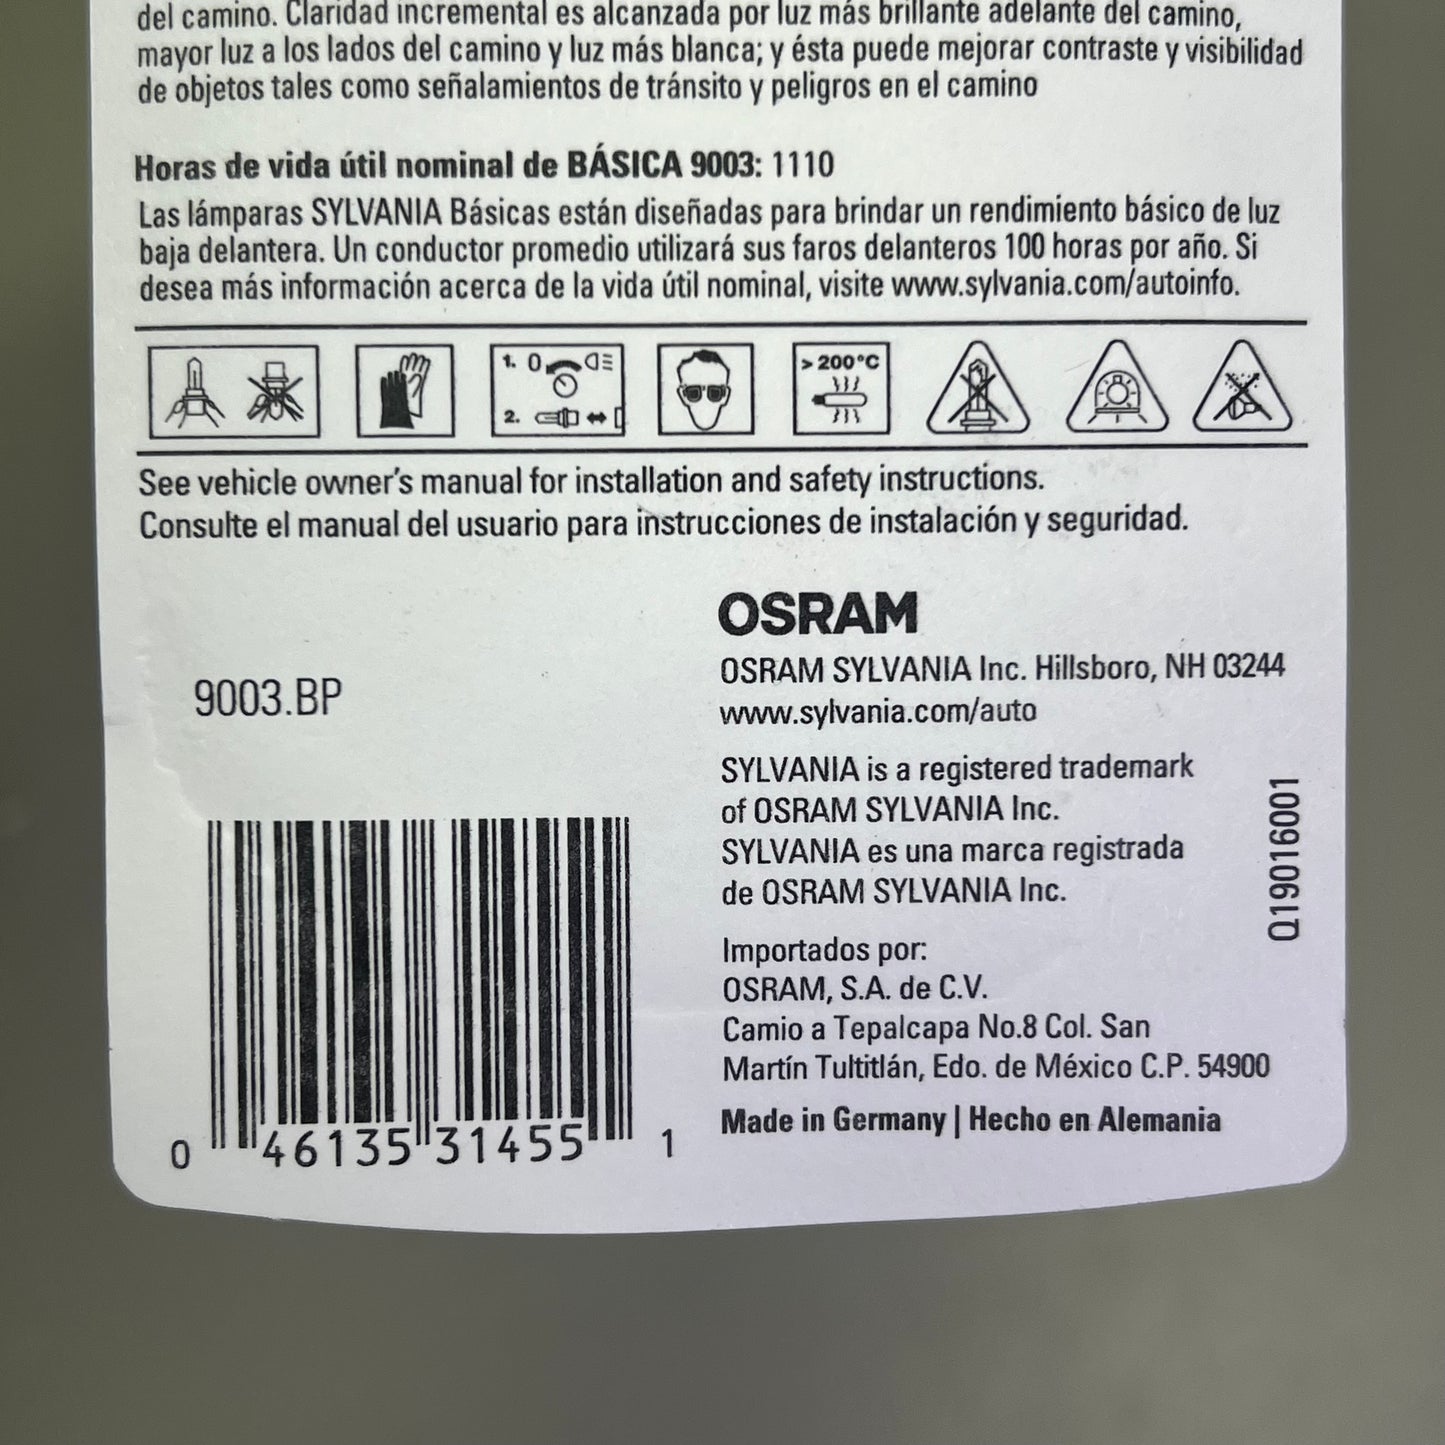 del camino. Claridad incremental es alcanzada por luz más brillante adelante del camino,
mayor luz a los lados del camino y luz más blanca; y ésta puede mejorar contraste y visibilidad
de objetos tales como señalamientos de tránsito y peligros en el camino
Horas de vida útil nominal de BÁSICA 9003: 1110
Las lámparas SYLVANIA Básicas están diseñadas para brindar un rendimiento básico de luz
baja delantera. Un conductor promedio utilizará sus faros delanteros 100 horas por año. Si
desea más información acerca de la vida útil nominal, visite www.sylvania.com/autoinfo.
1. 0
2.
>200°C
See vehicle owner's manual for installation and safety instructions.
Consulte el manual del usuario para instrucciones de instalación y seguridad.
9003.BP
0 46135 31455 1
OSRAM
OSRAM SYLVANIA Inc. Hillsboro, NH 03244
www.sylvania.com/auto
SYLVANIA is a registered trademark
of OSRAM SYLVANIA Inc.
SYLVANIA es una marca registrada
de OSRAM SYLVANIA Inc.
Importados por:
OSRAM, S.A. de C.V.
Camio a Tepalcapa No.8 Col. San
Martín Tultitlán, Edo. de México C.P. 54900
Made in Germany | Hecho en Alemania
Q19016001